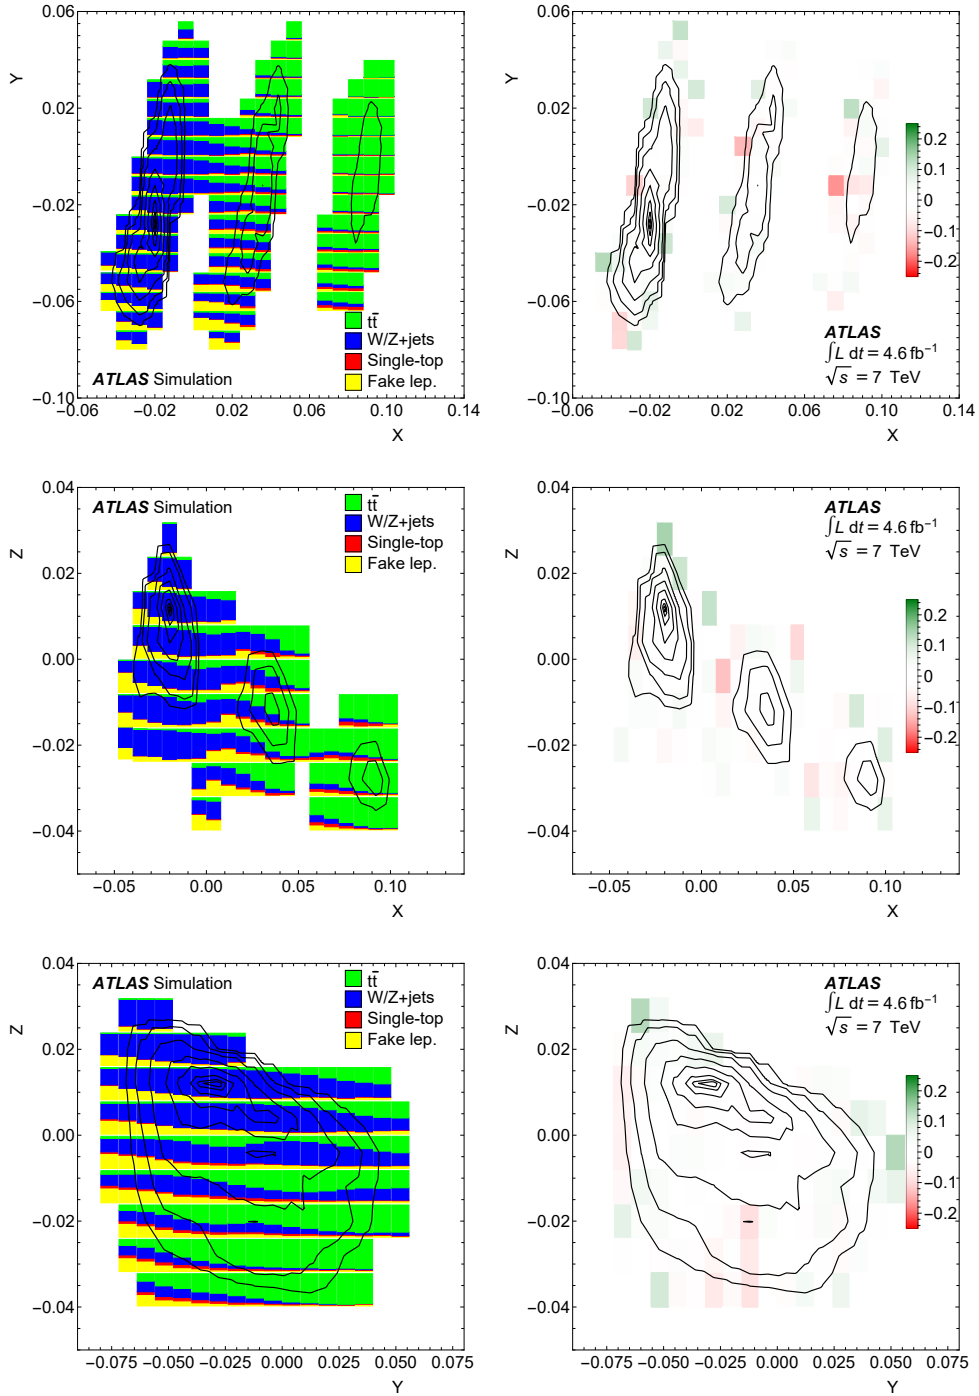 0.06
0.02
−0.02
−0.06
−0.10
Y
tt̄
W/Z+jets
Single-top
Fake lep.
ATLAS Simulation
−0.06 −0.02 0.02 0.06 0.10 0.14
X
0.06
0.02
−0.02
−0.06
−0.10
Y
0.2
0.1
0
−0.1
−0.2
ATLAS
∫L dt = 4.6 fb⁻¹
√s = 7 TeV
−0.06 −0.02 0.02 0.06 0.10 0.14
X
0.04
0.02
0.00
−0.02
−0.04
Z
ATLAS Simulation
tt̄
W/Z+jets
Single-top
Fake lep.
−0.05 0.00 0.05 0.10
X
0.04
0.02
0.00
−0.02
−0.04
Z
ATLAS
∫L dt = 4.6 fb⁻¹
√s = 7 TeV
0.2
0.1
0
−0.1
−0.2
−0.05 0.00 0.05 0.10
X
0.04
0.02
0.00
−0.02
−0.04
Z
ATLAS Simulation
tt̄
W/Z+jets
Single-top
Fake lep.
−0.075 −0.050 −0.025 0.000 0.025 0.050 0.075
Y
0.04
0.02
0.00
−0.02
−0.04
Z
ATLAS
∫L dt = 4.6 fb⁻¹
√s = 7 TeV
0.2
0.1
0
−0.1
−0.2
−0.075 −0.050 −0.025 0.000 0.025 0.050 0.075
Y